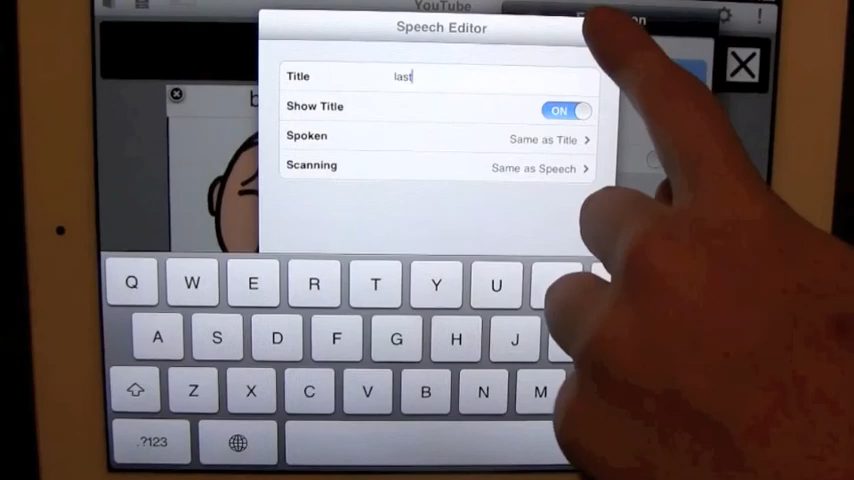 YouTube
Speech Editor
Title last
Show Title ON
Spoken Same as Title >
Scanning Same as Speech >
b
Q W E R T Y U
A S D F G H J
Z X C V B N M
.?123